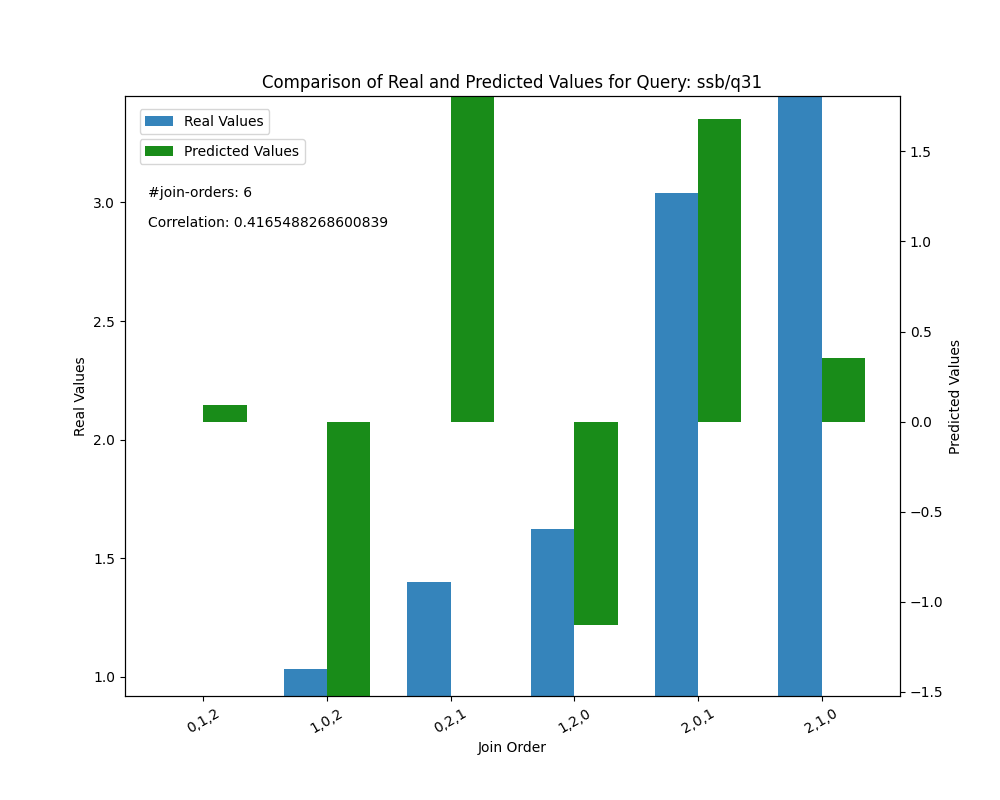 Comparison of Real and Predicted Values for Query: ssb/q31
Real Values
Predicted Values
#join-orders: 6
Correlation: 0.4165488268600839
3.0
2.5
2.0
1.5
1.0
Real Values
1.5
1.0
0.5
0.0
−0.5
−1.0
−1.5
Predicted Values
0,1,2
1,0,2
0,2,1
1,2,0
2,0,1
2,1,0
Join Order